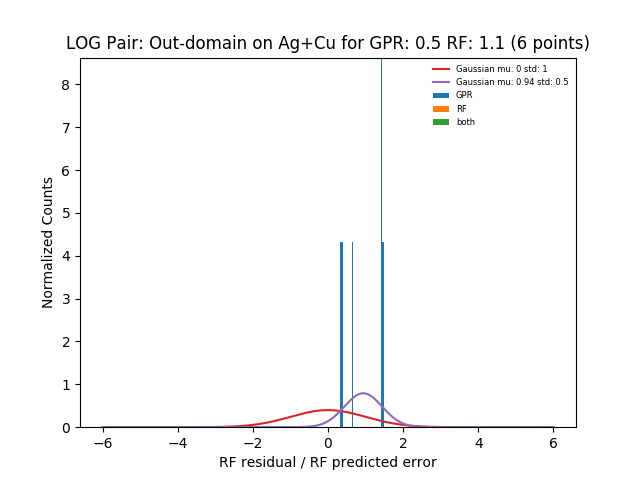 LOG Pair: Out-domain on Ag+Cu for GPR: 0.5 RF: 1.1 (6 points)
Gaussian mu: 0 std: 1
Gaussian mu: 0.94 std: 0.5
GPR
RF
both
8
7
6
5
4
3
2
1
0
Normalized Counts
−6 −4 −2 0 2 4 6
RF residual / RF predicted error